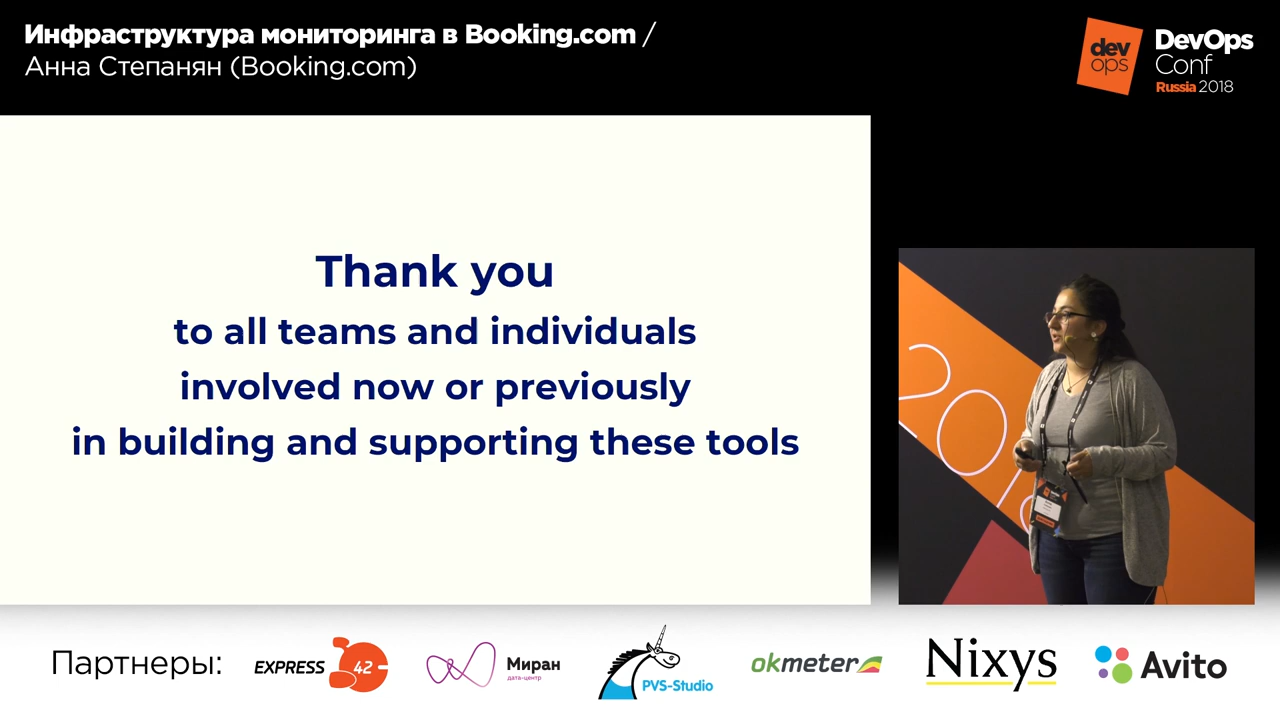 Инфраструктура мониторинга в Booking.com /
Анна Степанян (Booking.com)
dev
ops
DevOps
Conf
Russia 2018
Thank you
to all teams and individuals
involved now or previously
in building and supporting these tools
2018
Партнеры:
EXPRESS 42
Миран
дата-центр
PVS-Studio
okmeter
Nixys
Avito